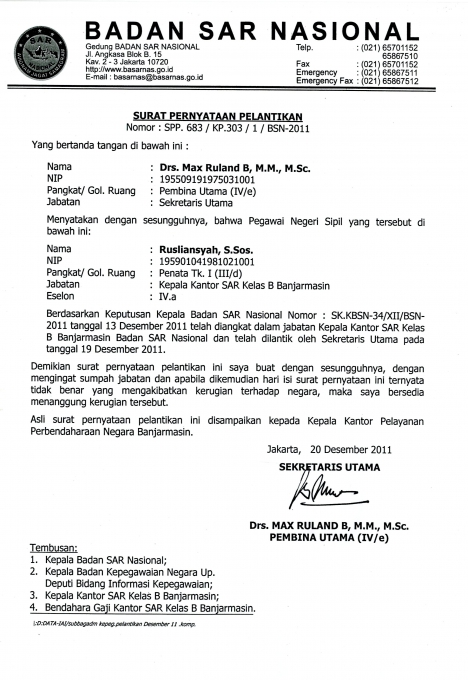 BADAN SAR NASIONAL
Gedung BADAN SAR NASIONAL
Jl. Angkasa Blok B. 15
Kav. 2 - 3 Jakarta 10720
http://www.basarnas.go.id
E-mail : basarnas@basarnas.go.id
Telp. : (021) 65701152
65867510
Fax : (021) 65701152
Emergency : (021) 65867511
Emergency Fax : (021) 65867512
SURAT PERNYATAAN PELANTIKAN
Nomor : SPP. 683 / KP.303 / 1 / BSN-2011
Yang bertanda tangan di bawah ini :
Nama : Drs. Max Ruland B, M.M., M.Sc.
NIP : 195509191975031001
Pangkat/ Gol. Ruang : Pembina Utama (IV/e)
Jabatan : Sekretaris Utama
Menyatakan dengan sesungguhnya, bahwa Pegawai Negeri Sipil yang tersebut di
bawah ini:
Nama : Rusliansyah, S.Sos.
NIP : 195901041981021001
Pangkat/ Gol. Ruang : Penata Tk. I (III/d)
Jabatan : Kepala Kantor SAR Kelas B Banjarmasin
Eselon : IV.a
Berdasarkan Keputusan Kepala Badan SAR Nasional Nomor : SK.KBSN-34/XII/BSN-
2011 tanggal 13 Desember 2011 telah diangkat dalam jabatan Kepala Kantor SAR Kelas
B Banjarmasin Badan SAR Nasional dan telah dilantik oleh Sekretaris Utama pada
tanggal 19 Desember 2011.
Demikian surat pernyataan pelantikan ini saya buat dengan sesungguhnya, dengan
mengingat sumpah jabatan dan apabila dikemudian hari isi surat pernyataan ini ternyata
tidak benar yang mengakibatkan kerugian terhadap negara, maka saya bersedia
menanggung kerugian tersebut.
Asli surat pernyataan pelantikan ini disampaikan kepada Kepala Kantor Pelayanan
Perbendaharaan Negara Banjarmasin.
Jakarta, 20 Desember 2011
SEKRETARIS UTAMA
Drs. MAX RULAND B, M.M., M.Sc.
PEMBINA UTAMA (IV/e)
Tembusan:
1. Kepala Badan SAR Nasional;
2. Kepala Badan Kepegawaian Negara Up.
Deputi Bidang Informasi Kepegawaian;
3. Kepala Kantor SAR Kelas B Banjarmasin;
4. Bendahara Gaji Kantor SAR Kelas B Banjarmasin.